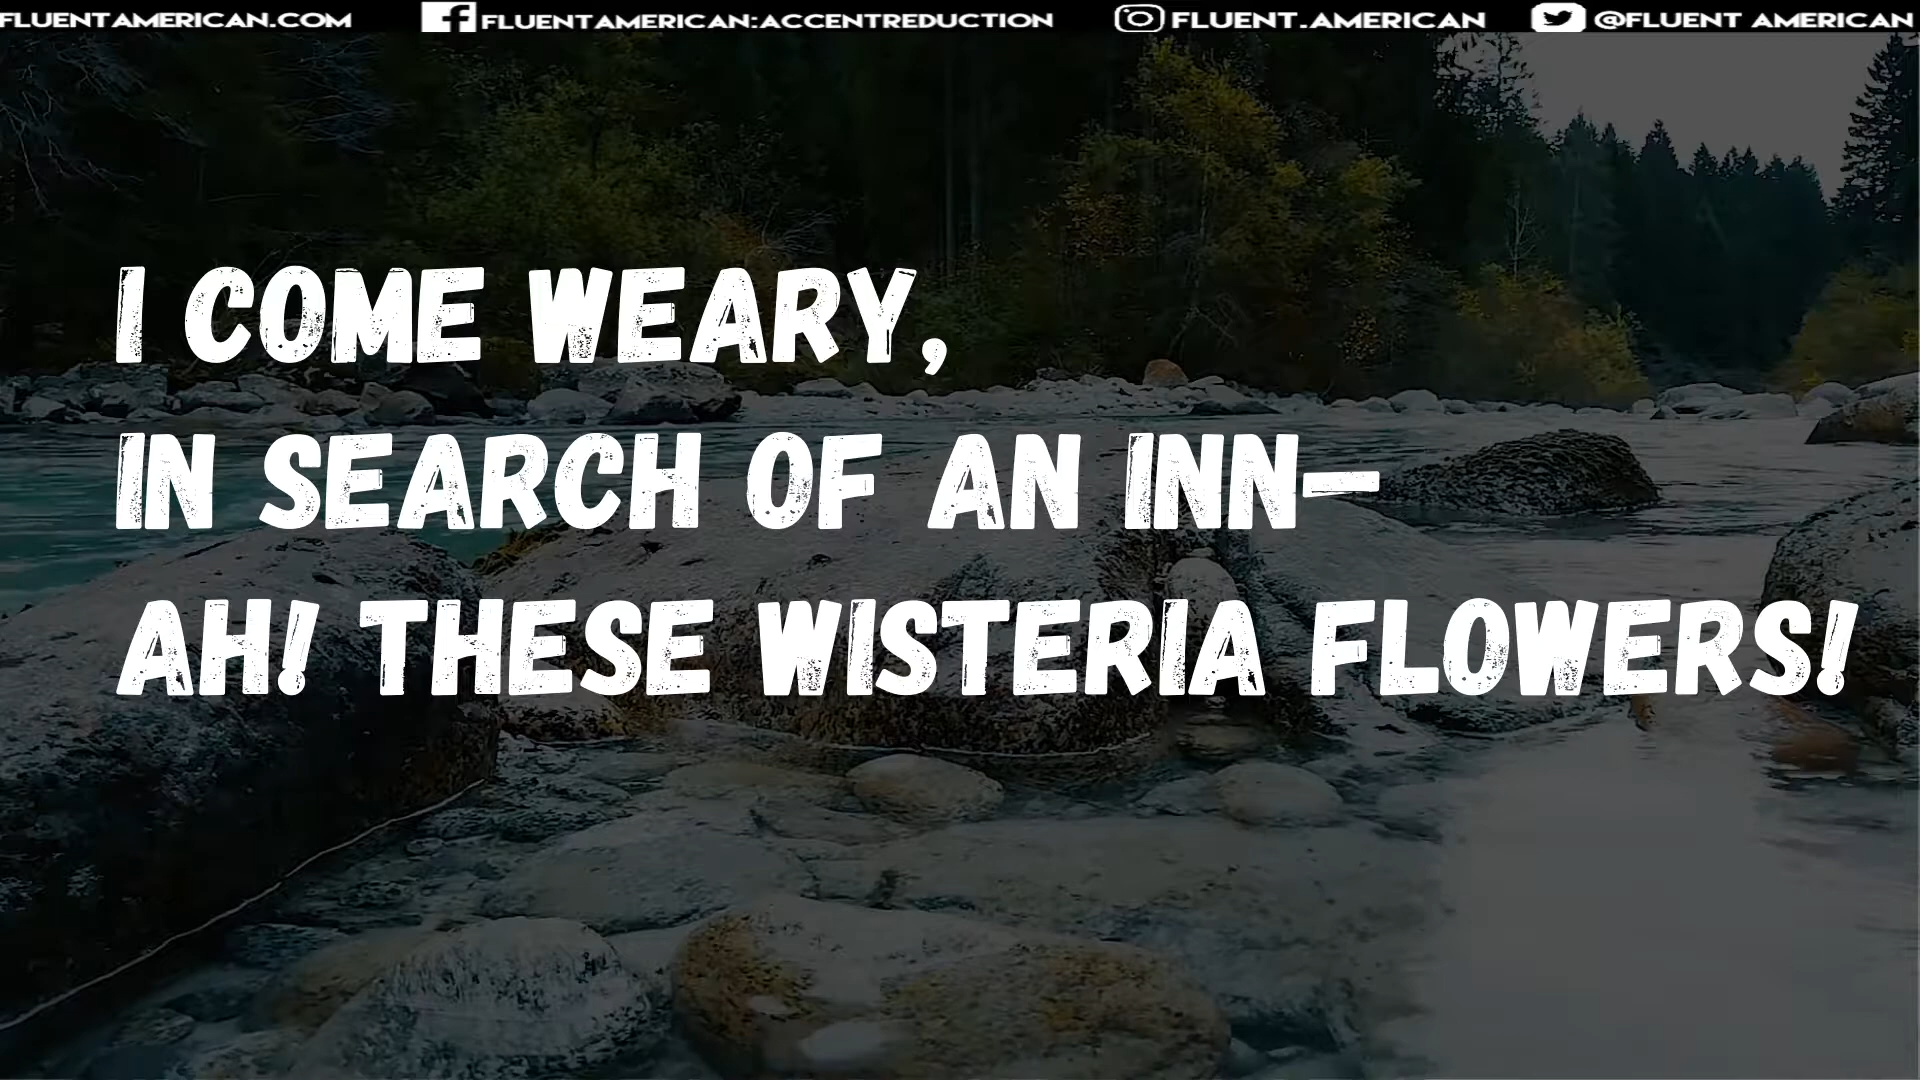 FLUENTAMERICAN.COM FLUENTAMERICAN:ACCENTREDUCTION FLUENT.AMERICAN @FLUENT AMERICAN
I COME WEARY,
IN SEARCH OF AN INN—
AH! THESE WISTERIA FLOWERS!